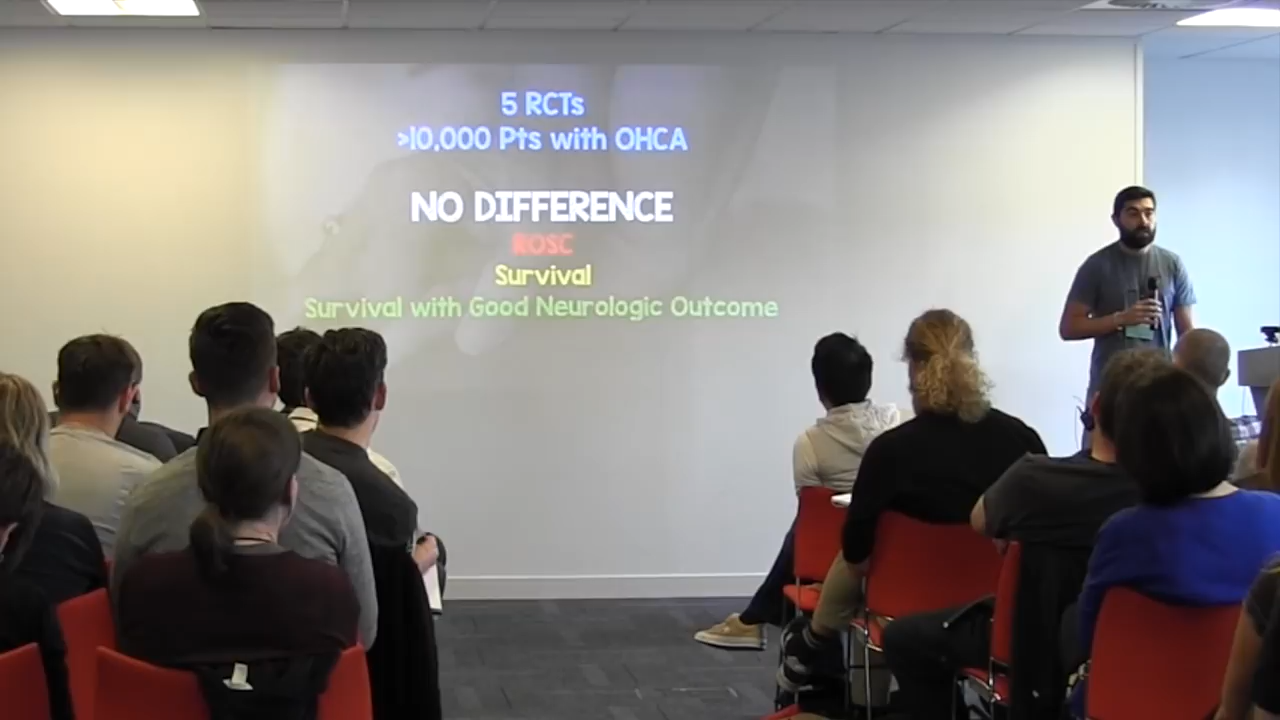 5 RCTs
>10,000 Pts with OHCA
NO DIFFERENCE
ROSC
Survival
Survival with Good Neurologic Outcome